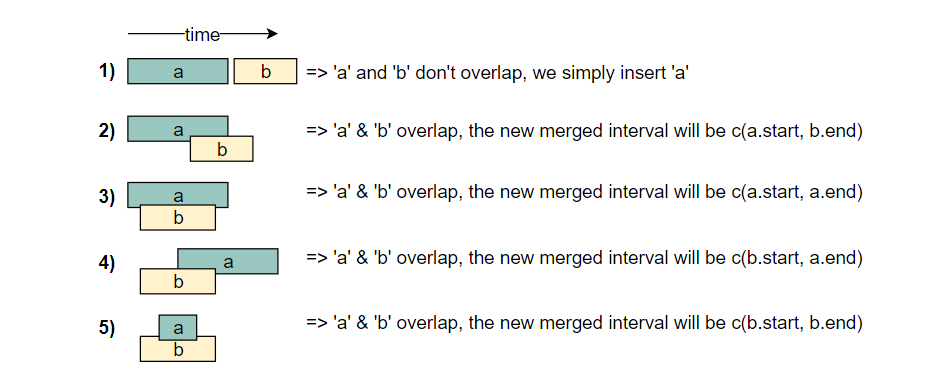 time
1) a b => 'a' and 'b' don't overlap, we simply insert 'a'
2) a => 'a' & 'b' overlap, the new merged interval will be c(a.start, b.end)
b
3) a => 'a' & 'b' overlap, the new merged interval will be c(a.start, a.end)
b
4) a => 'a' & 'b' overlap, the new merged interval will be c(b.start, a.end)
b
5) a => 'a' & 'b' overlap, the new merged interval will be c(b.start, b.end)
b